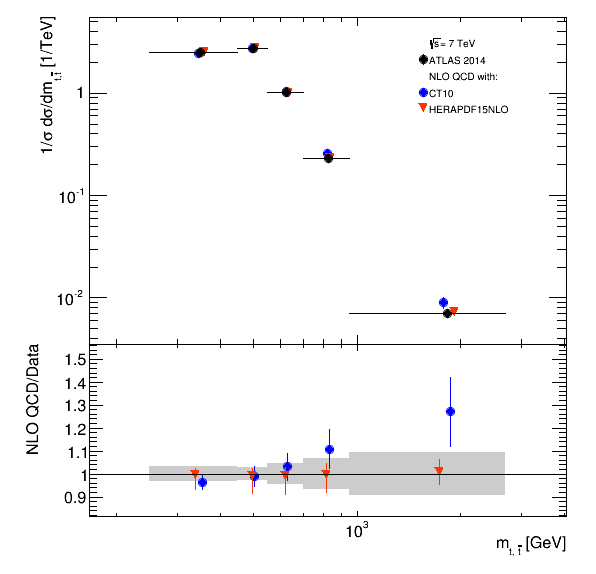 1/σ dσ/dm_{t,t̅} [1/TeV]
√s= 7 TeV
ATLAS 2014
NLO QCD with:
CT10
HERAPDF15NLO
1
10^{-1}
10^{-2}
NLO QCD/Data
1.5
1.4
1.3
1.2
1.1
1
0.9
10^{3}
m_{t, t̅} [GeV]